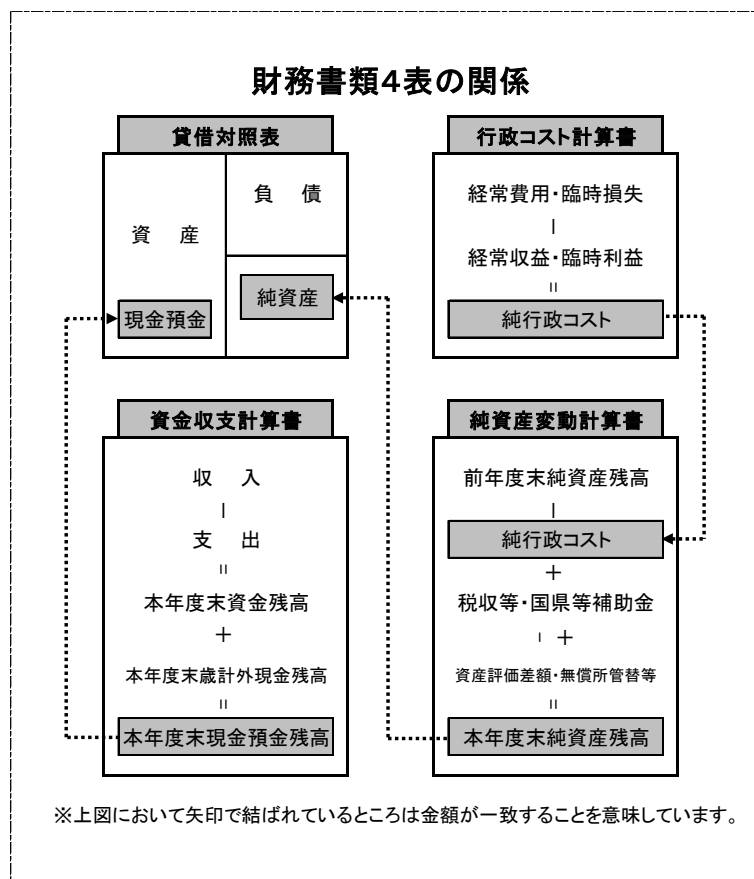 財務書類4表の関係
貸借対照表
資　産
現金預金
負　債
純資産
行政コスト計算書
経常費用・臨時損失
－
経常収益・臨時利益
＝
純行政コスト
資金収支計算書
収　入
－
支　出
＝
本年度末資金残高
＋
本年度末歳計外現金残高
＝
本年度末現金預金残高
純資産変動計算書
前年度末純資産残高
－
純行政コスト
＋
税収等・国県等補助金
－ ＋
資産評価差額・無償所管替等
＝
本年度末純資産残高
※上図において矢印で結ばれているところは金額が一致することを意味しています。